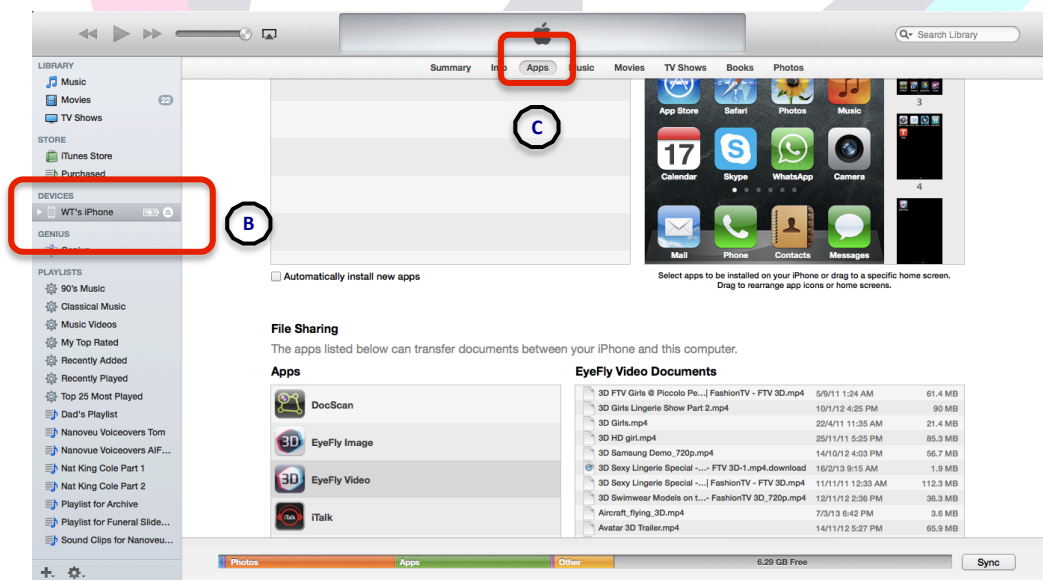 Search Library
LIBRARY
Music
Movies 22
TV Shows
STORE
iTunes Store
Purchased
DEVICES
WT's iPhone
GENIUS
Genius
PLAYLISTS
90's Music
Classical Music
Music Videos
My Top Rated
Recently Added
Recently Played
Top 25 Most Played
Dad's Playlist
Nanoveu Voiceovers Tom
Nanovue Voiceovers AIF...
Nat King Cole Part 1
Nat King Cole Part 2
Playlist for Archive
Playlist for Funeral Slide...
Sound Clips for Nanoveu...
B
Summary Info Apps Music Movies TV Shows Books Photos
C
App Store Safari Photos Music
17
Calendar Skype WhatsApp Camera
Mail Phone Contacts Messages
3
4
Automatically install new apps
Select apps to be installed on your iPhone or drag to a specific home screen.
Drag to rearrange app icons or home screens.
File Sharing
The apps listed below can transfer documents between your iPhone and this computer.
Apps
DocScan
3D EyeFly Image
3D EyeFly Video
iTalk iTalk
EyeFly Video Documents
3D FTV Girls @ Piccolo Pe...| FashionTV - FTV 3D.mp4 5/9/11 1:24 AM 61.4 MB
3D Girls Lingerie Show Part 2.mp4 10/1/12 4:25 PM 90 MB
3D Girls.mp4 22/4/11 11:35 AM 21.4 MB
3D HD girl.mp4 25/11/11 5:25 PM 85.3 MB
3D Samsung Demo_720p.mp4 14/10/12 4:03 PM 56.7 MB
3D Sexy Lingerie Special -...- FTV 3D-1.mp4.download 16/2/13 9:15 AM 1.9 MB
3D Sexy Lingerie Special -...| FashionTV - FTV 3D.mp4 11/11/11 12:33 AM 112.3 MB
3D Swimwear Models on t...- FashionTV 3D_720p.mp4 12/11/12 2:36 PM 36.3 MB
Aircraft_flying_3D.mp4 7/3/13 6:42 PM 3.6 MB
Avatar 3D Trailer.mp4 14/11/12 5:27 PM 65.9 MB
Photos Apps Other 6.29 GB Free
Sync